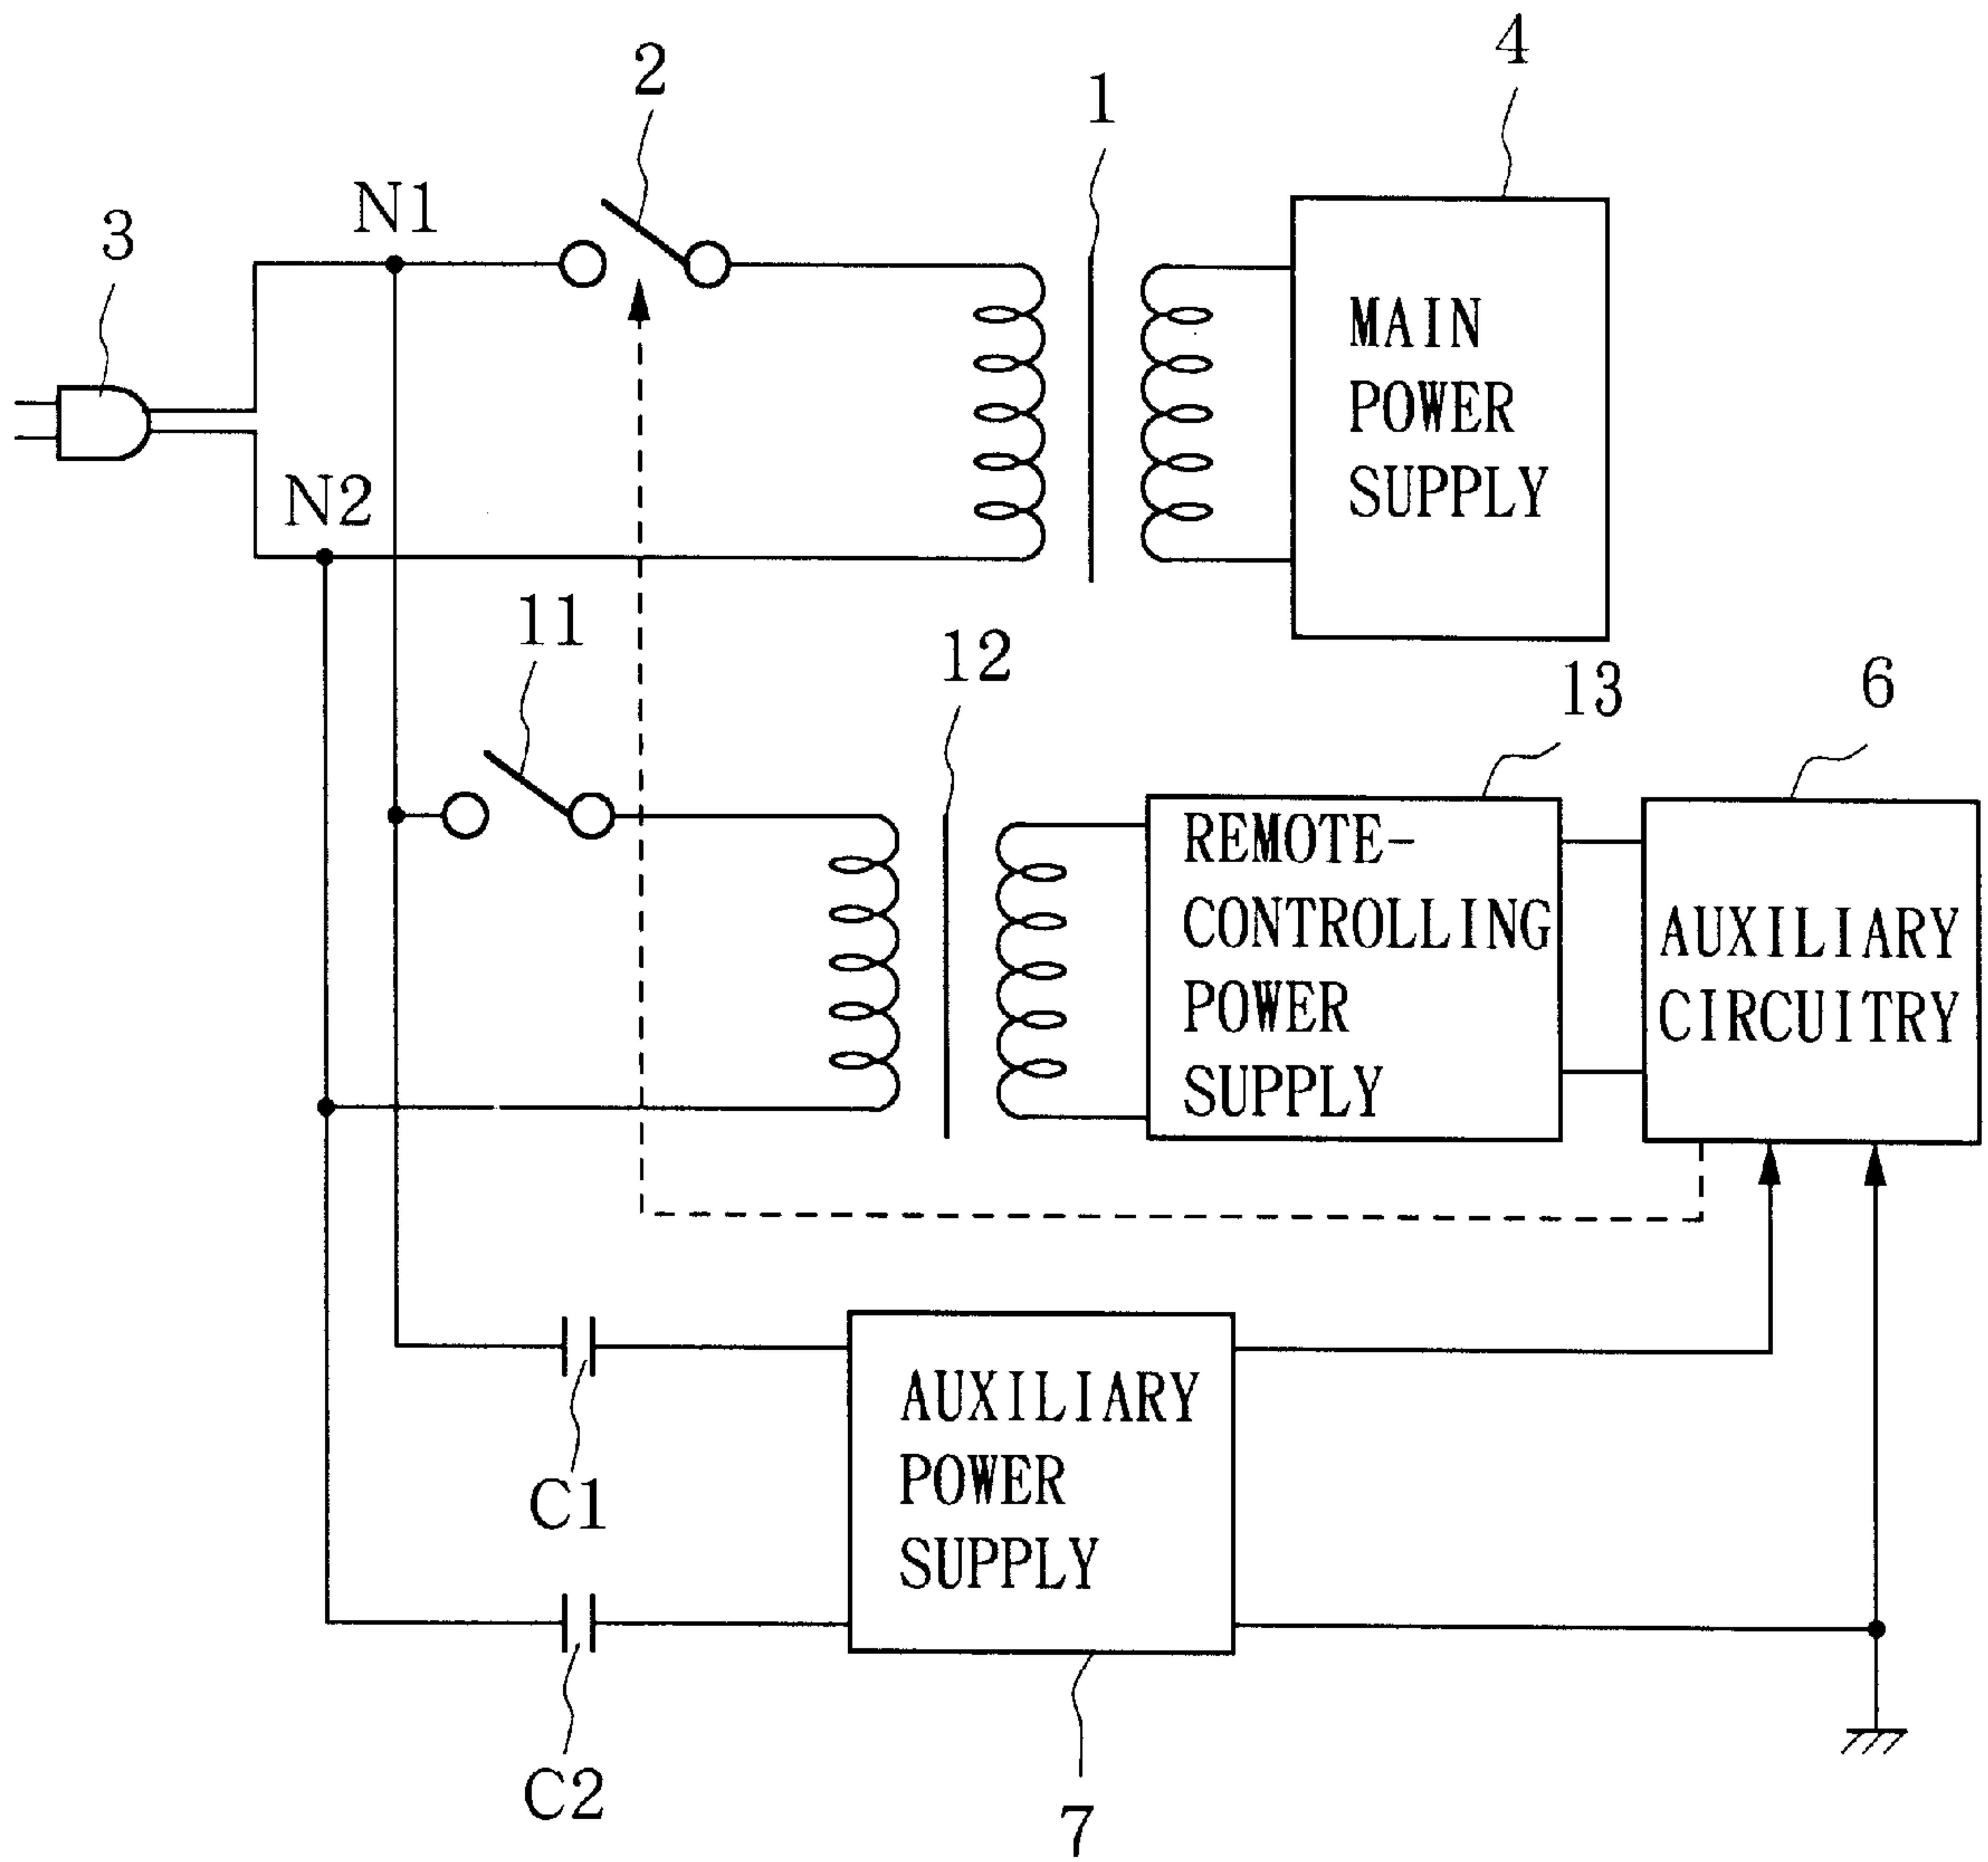 4
2
1
N1
3
MAIN
POWER
SUPPLY
N2
11
12
13
6
REMOTE-
CONTROLLING
POWER
SUPPLY
AUXILIARY
CIRCUITRY
AUXILIARY
POWER
SUPPLY
C1
C2
7